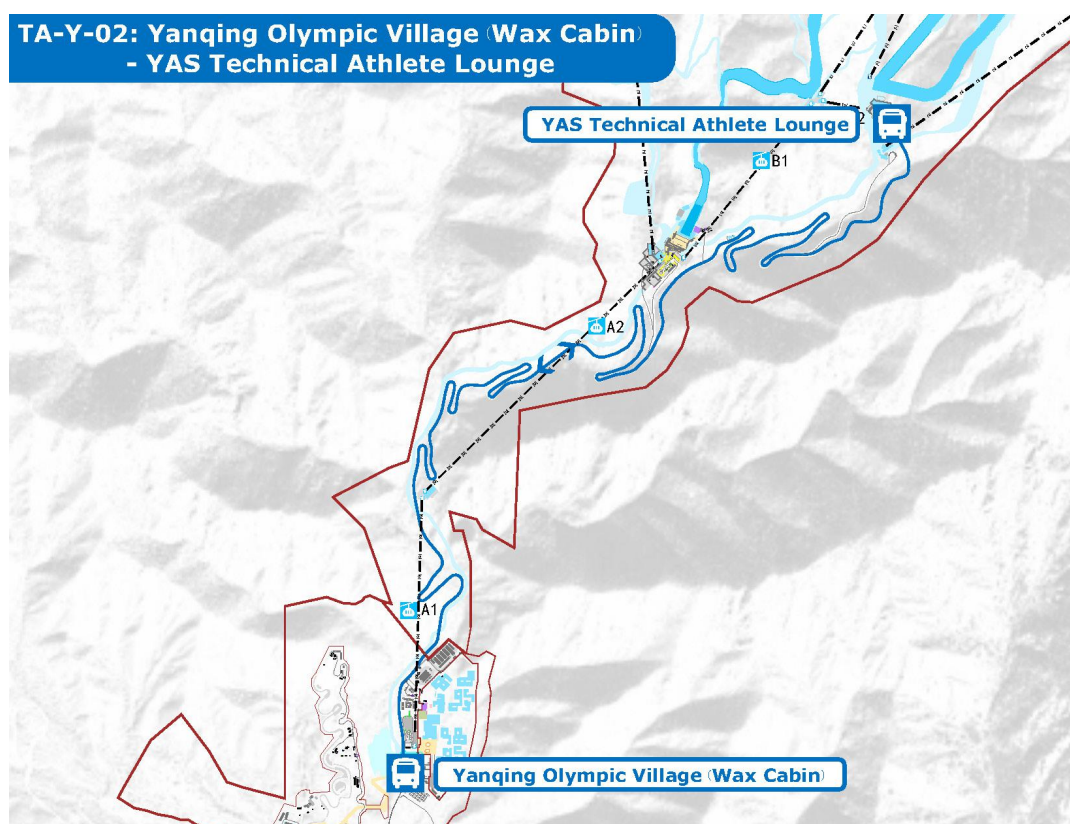 TA-Y-02: Yanqing Olympic Village (Wax Cabin)
- YAS Technical Athlete Lounge
YAS Technical Athlete Lounge
2
B1
A2
A1
Yanqing Olympic Village (Wax Cabin)